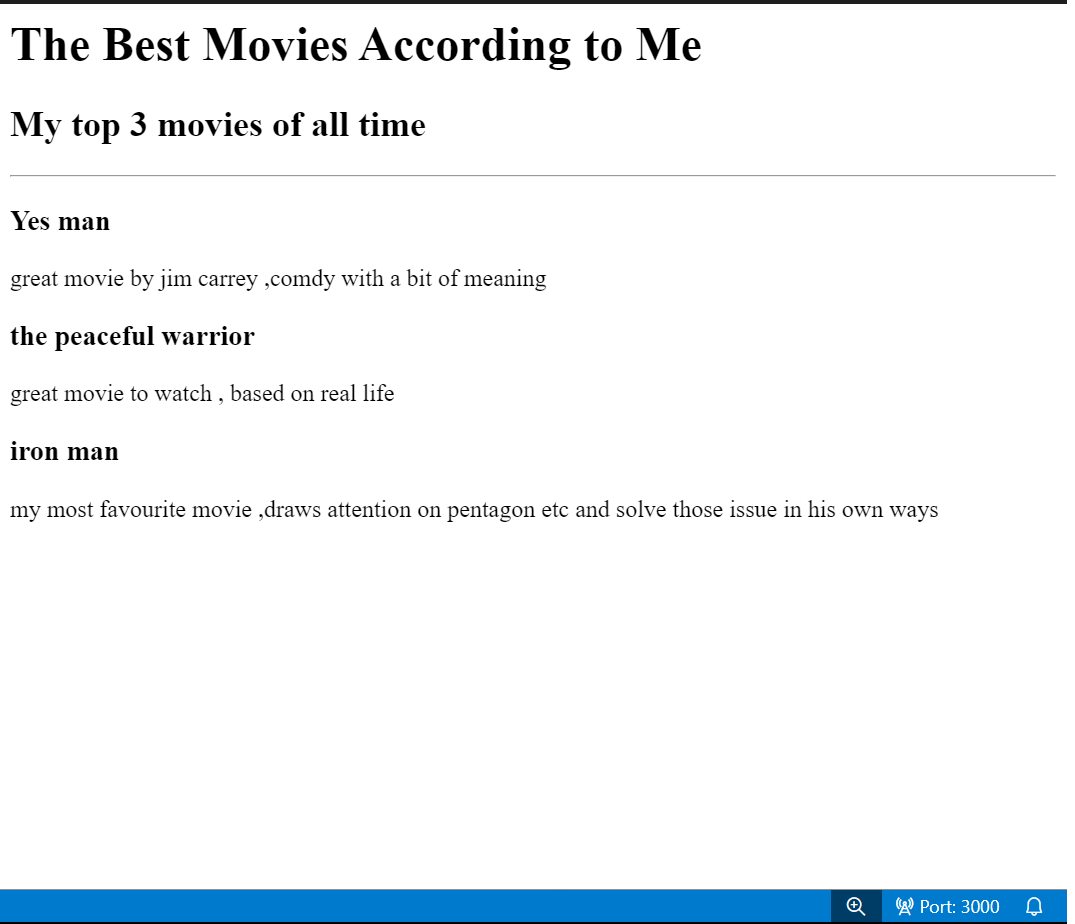 The Best Movies According to Me
My top 3 movies of all time
Yes man
great movie by jim carrey ,comdy with a bit of meaning
the peaceful warrior
great movie to watch , based on real life
iron man
my most favourite movie ,draws attention on pentagon etc and solve those issue in his own ways
Port: 3000